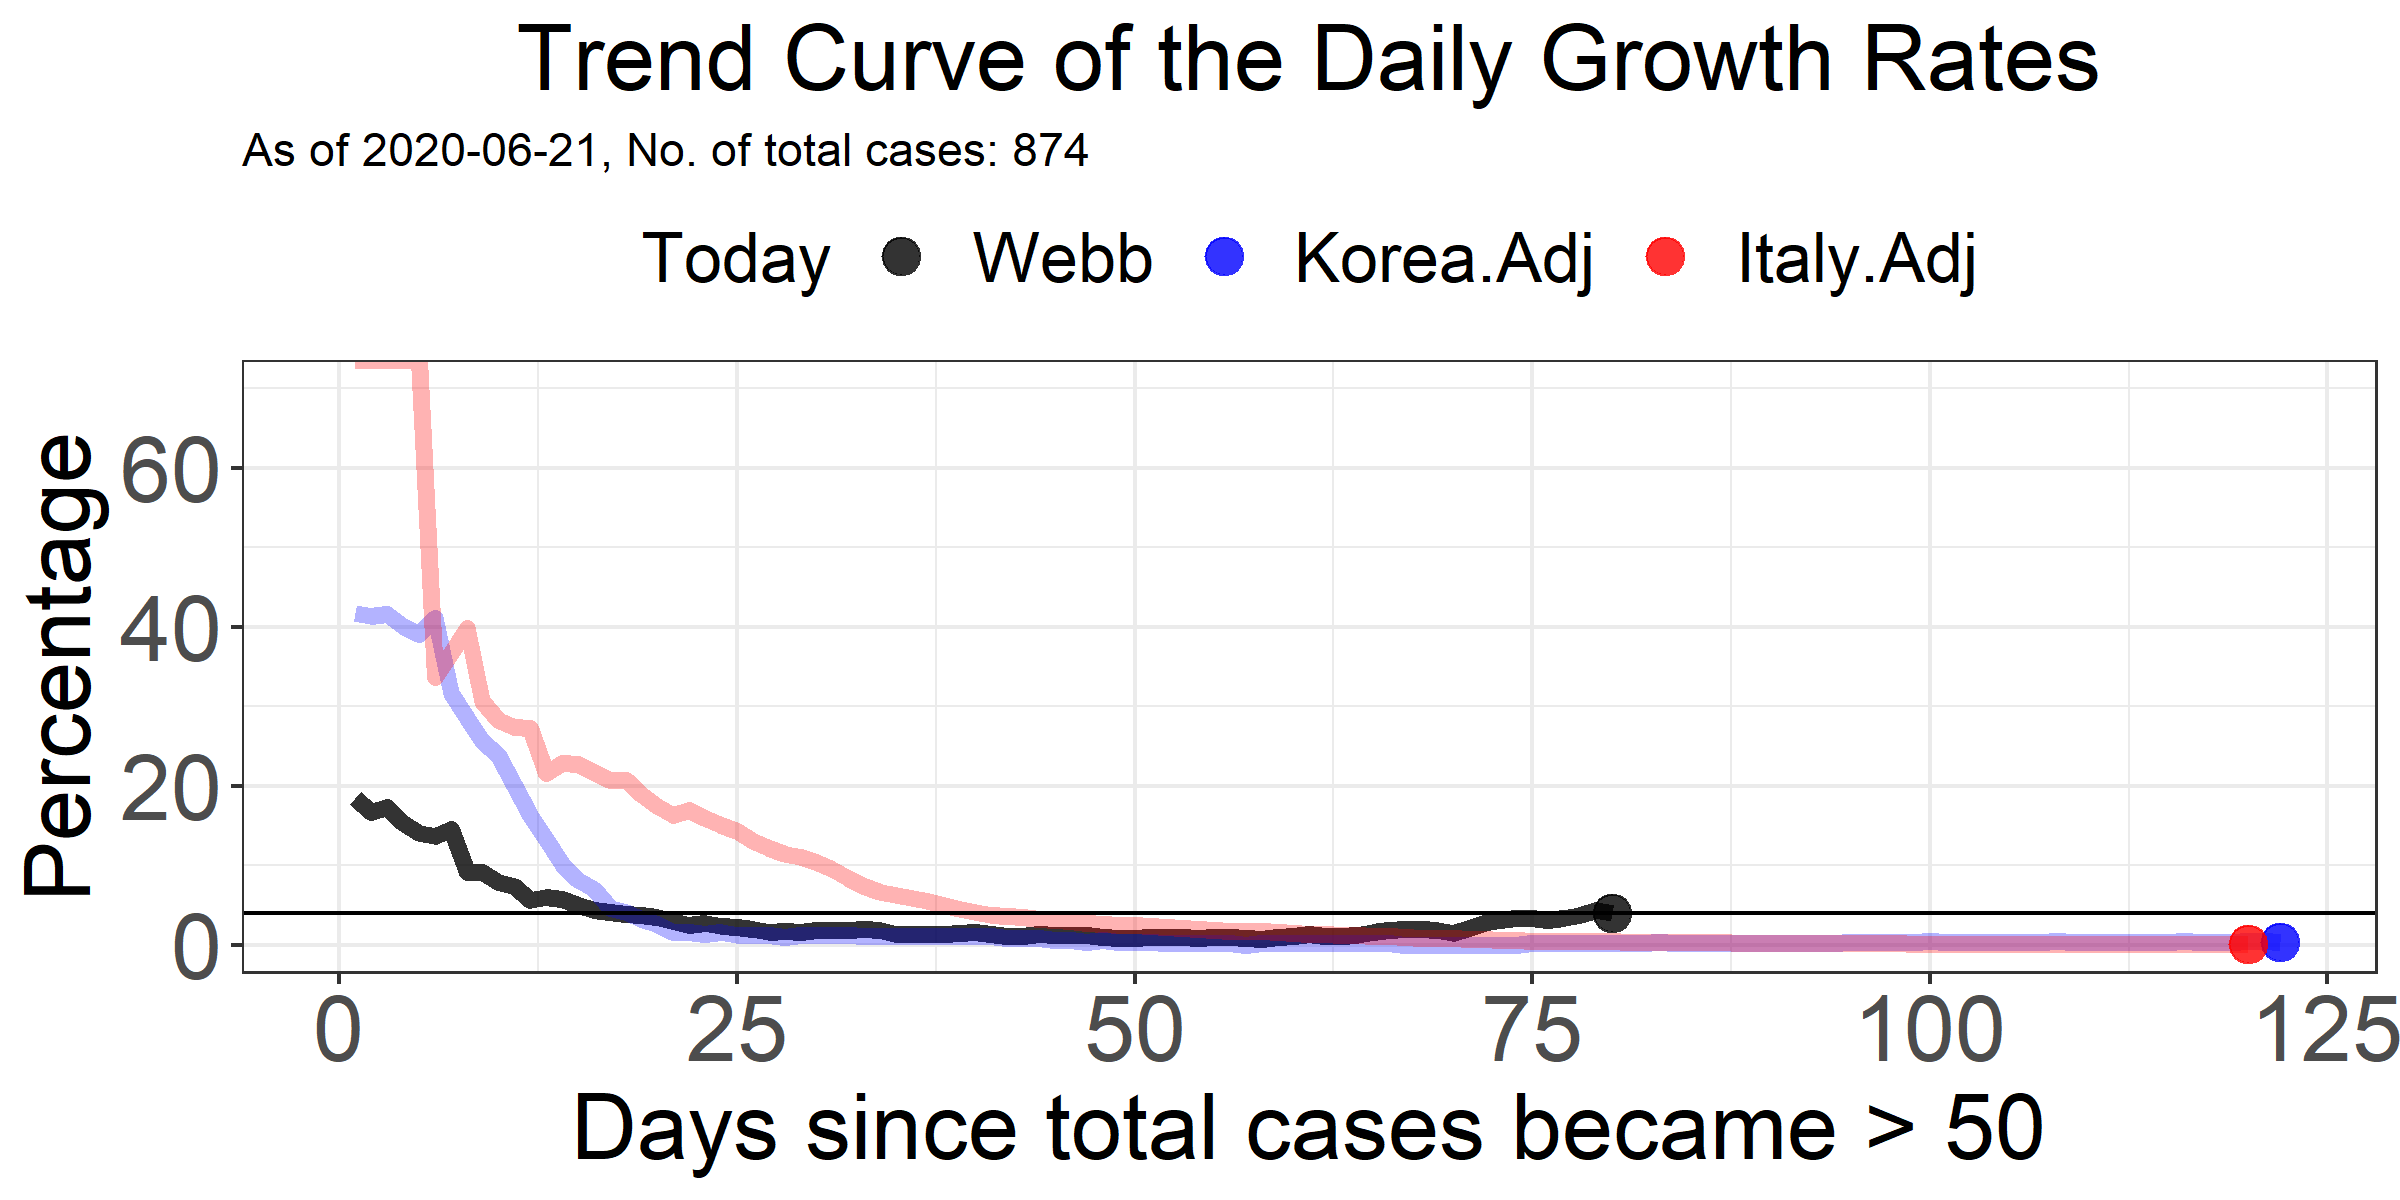 Trend Curve of the Daily Growth Rates
As of 2020-06-21, No. of total cases: 874
Today Webb Korea.Adj Italy.Adj
Percentage
60
40
20
0
0 25 50 75 100 125
Days since total cases became > 50